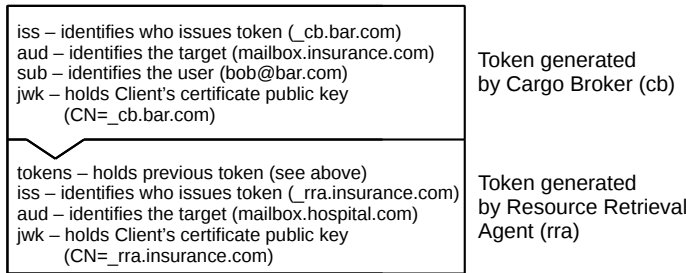 iss – identifies who issues token (_cb.bar.com)
aud – identifies the target (mailbox.insurance.com)
sub – identifies the user (bob@bar.com)
jwk – holds Client's certificate public key
(CN=_cb.bar.com)
Token generated
by Cargo Broker (cb)
tokens – holds previous token (see above)
iss – identifies who issues token (_rra.insurance.com)
aud – identifies the target (mailbox.hospital.com)
jwk – holds Client's certificate public key
(CN=_rra.insurance.com)
Token generated
by Resource Retrieval
Agent (rra)